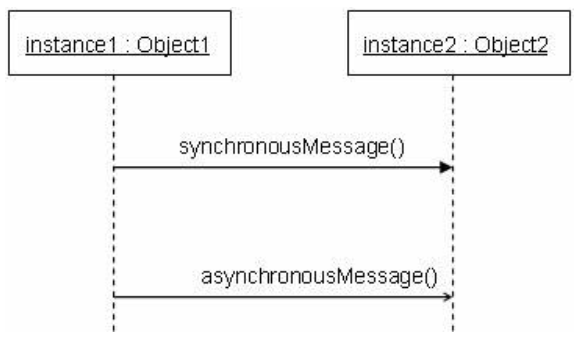 instance1 : Object1
instance2 : Object2
synchronousMessage()
asynchronousMessage()